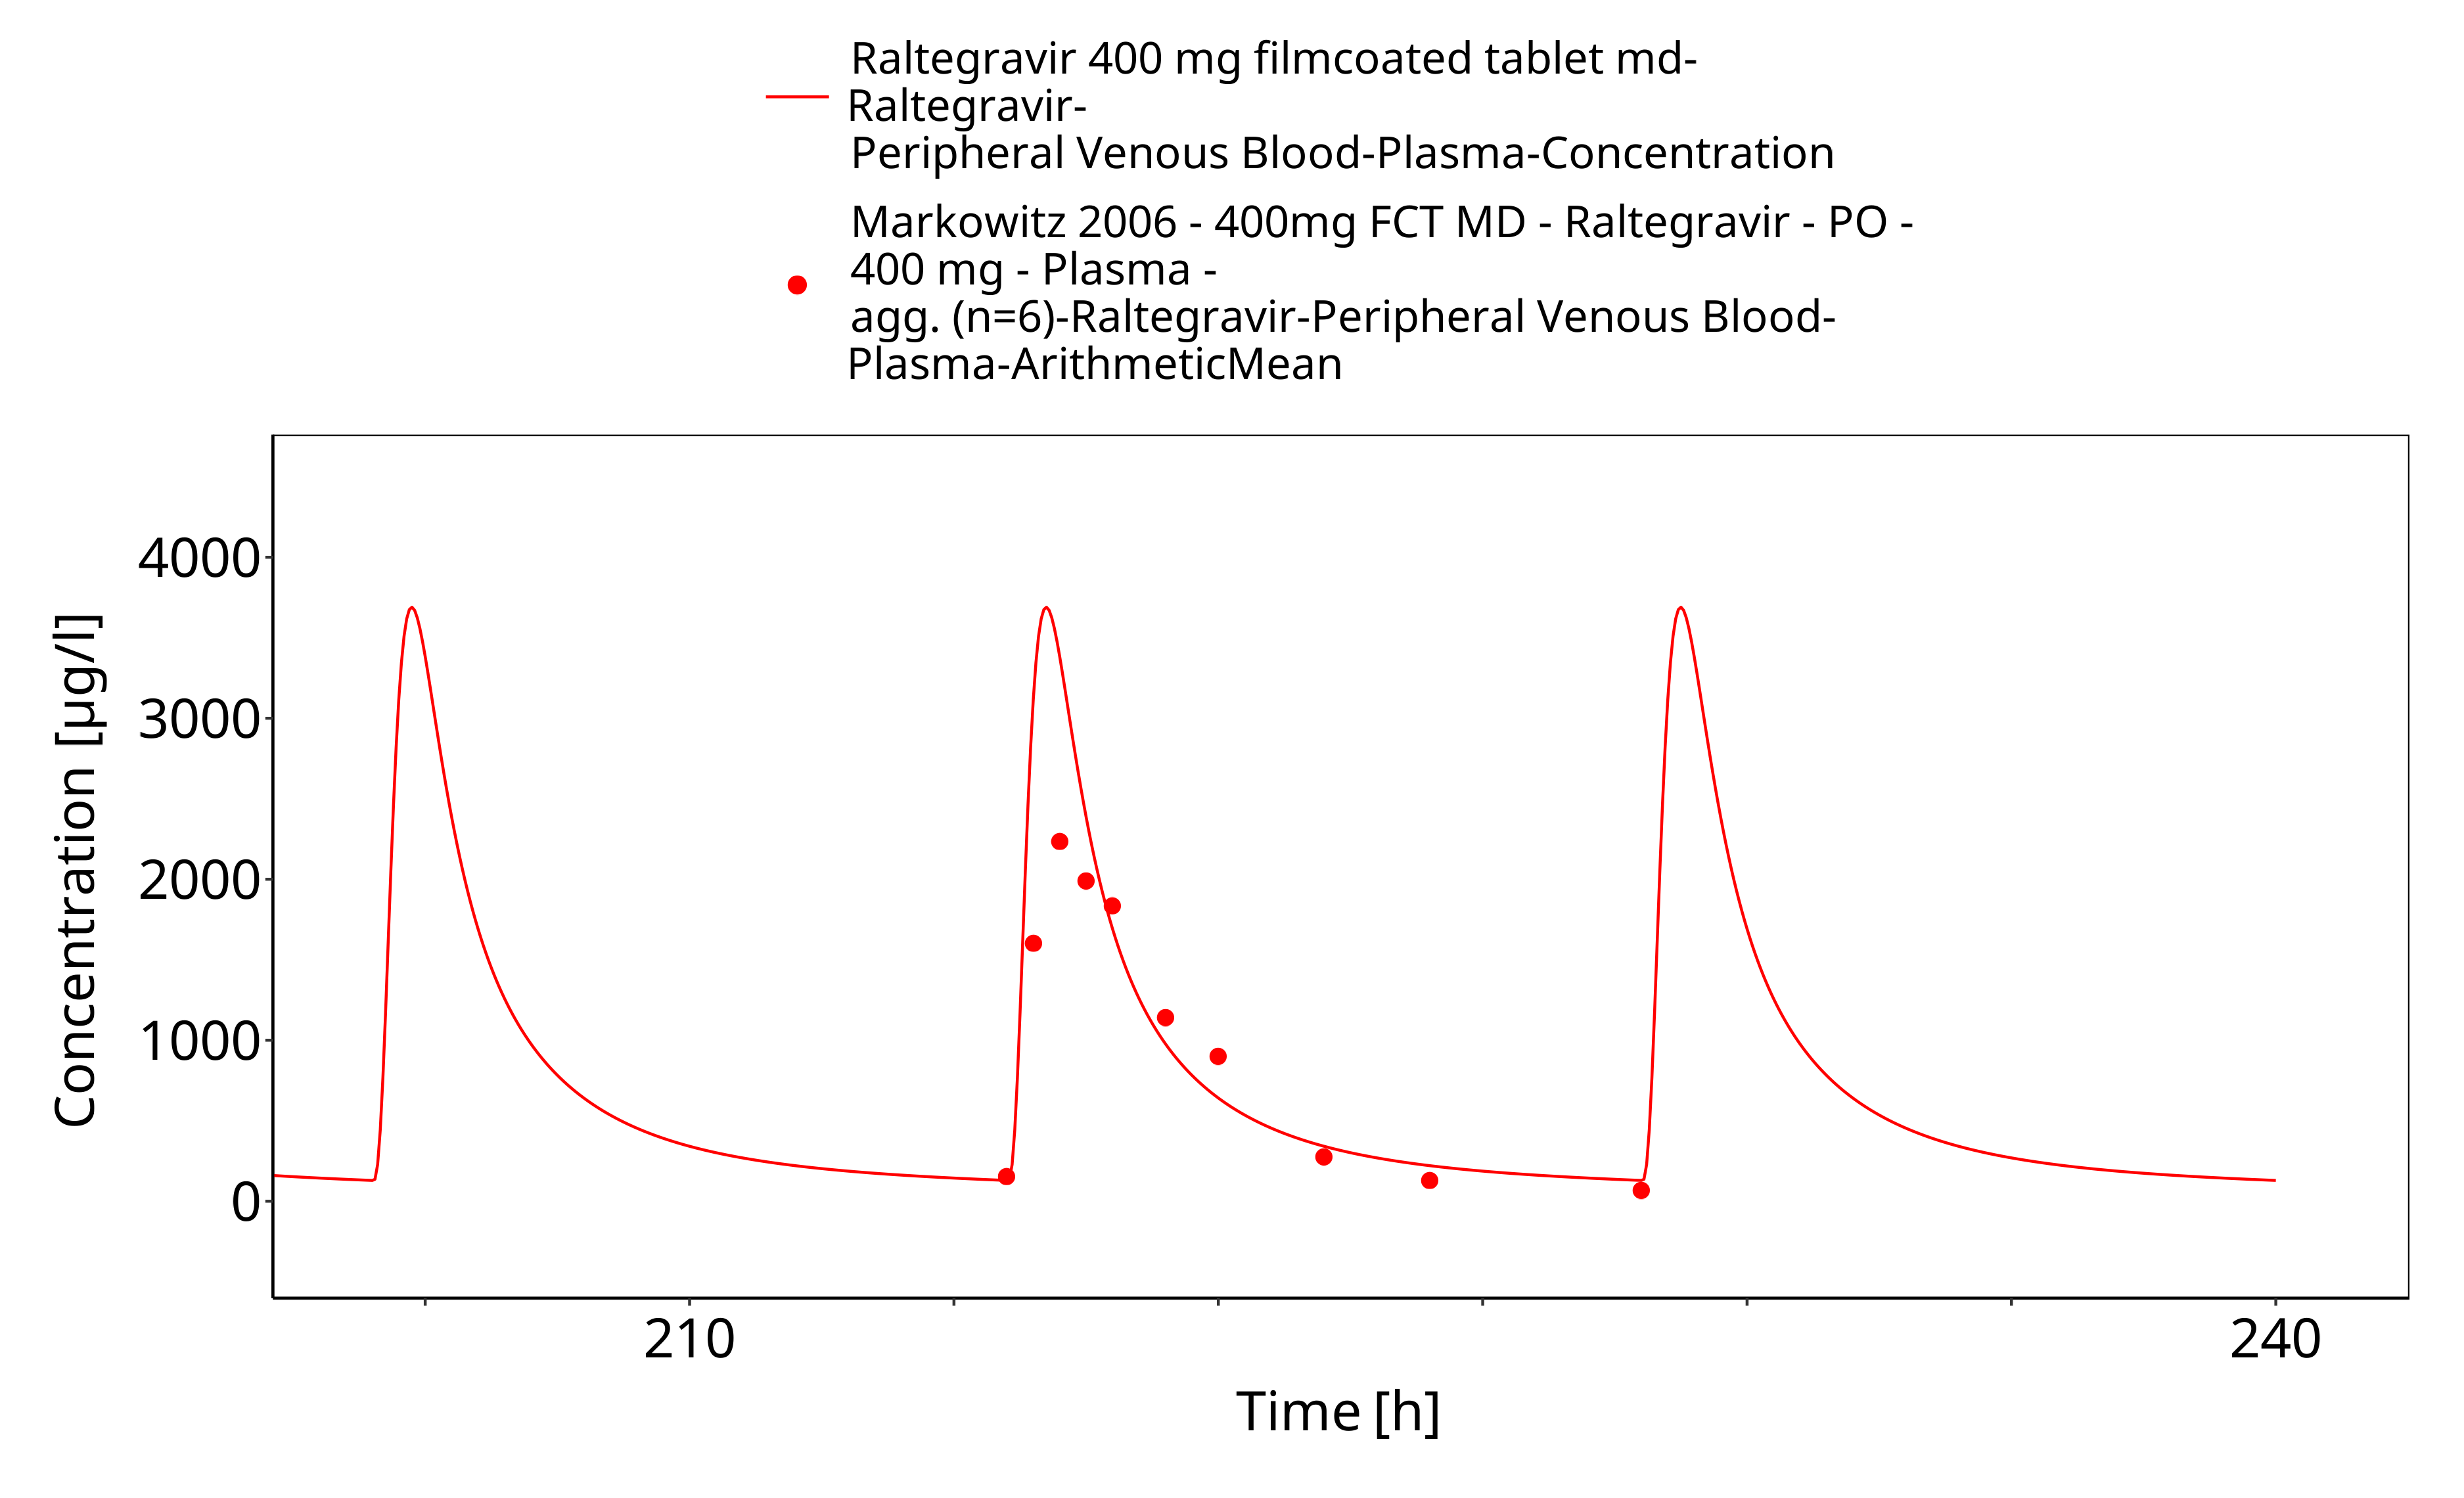 Raltegravir 400 mg filmcoated tablet md-
Raltegravir-
Peripheral Venous Blood-Plasma-Concentration
Markowitz 2006 - 400mg FCT MD - Raltegravir - PO -
400 mg - Plasma -
agg. (n=6)-Raltegravir-Peripheral Venous Blood-
Plasma-ArithmeticMean
Concentration [µg/l]
4000
3000
2000
1000
0
210
240
Time [h]